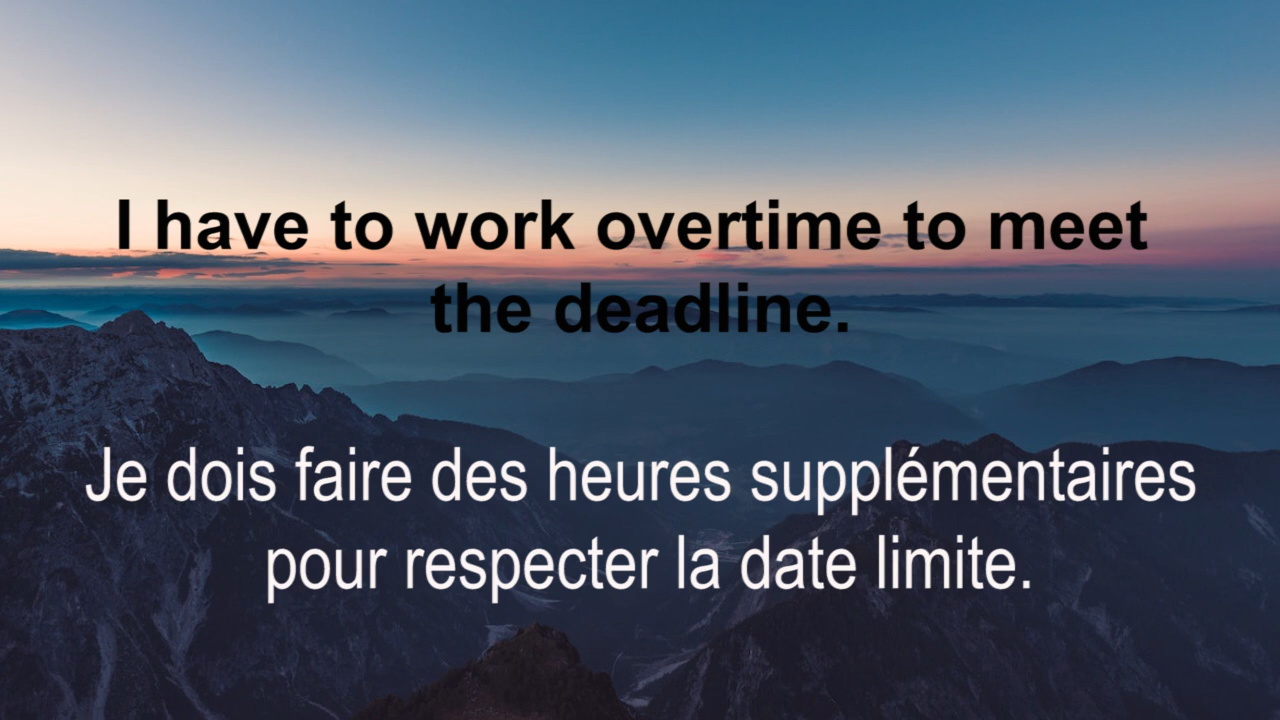 I have to work overtime to meet
the deadline.
Je dois faire des heures supplémentaires
pour respecter la date limite.